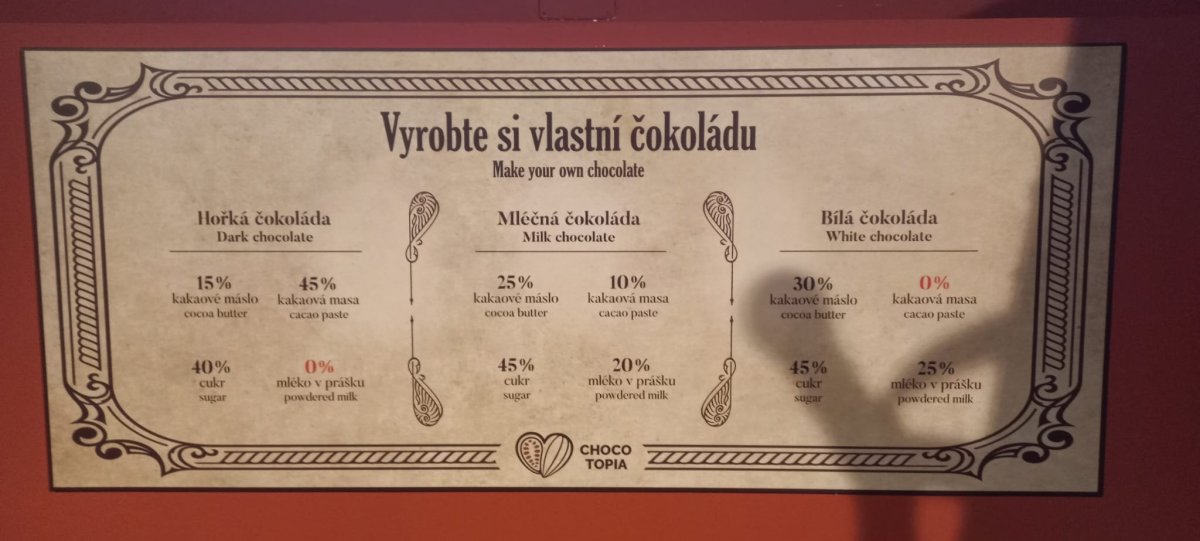 Vyrobte si vlastní čokoládu
Make your own chocolate
Hořká čokoláda
Dark chocolate
15%
kakaové máslo
cocoa butter
45%
kakaová masa
cacao paste
40%
cukr
sugar
0%
mléko v prášku
powdered milk
Mléčná čokoláda
Milk chocolate
25%
kakaové máslo
cocoa butter
10%
kakaová masa
cacao paste
45%
cukr
sugar
20%
mléko v prášku
powdered milk
Bílá čokoláda
White chocolate
30%
kakaové máslo
cocoa butter
0%
kakaová masa
cacao paste
45%
cukr
sugar
25%
mléko v prášku
powdered milk
CHOCO
TOPIA